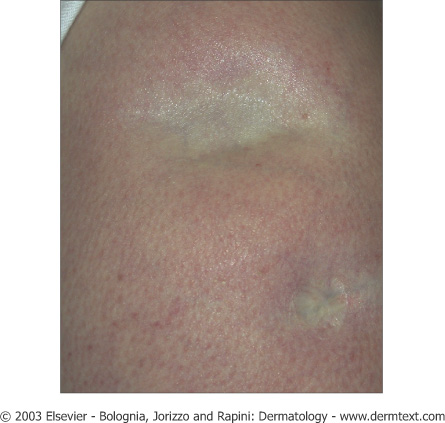 © 2003 Elsevier - Bolognia, Jorizzo and Rapini: Dermatology - www.dermtext.com